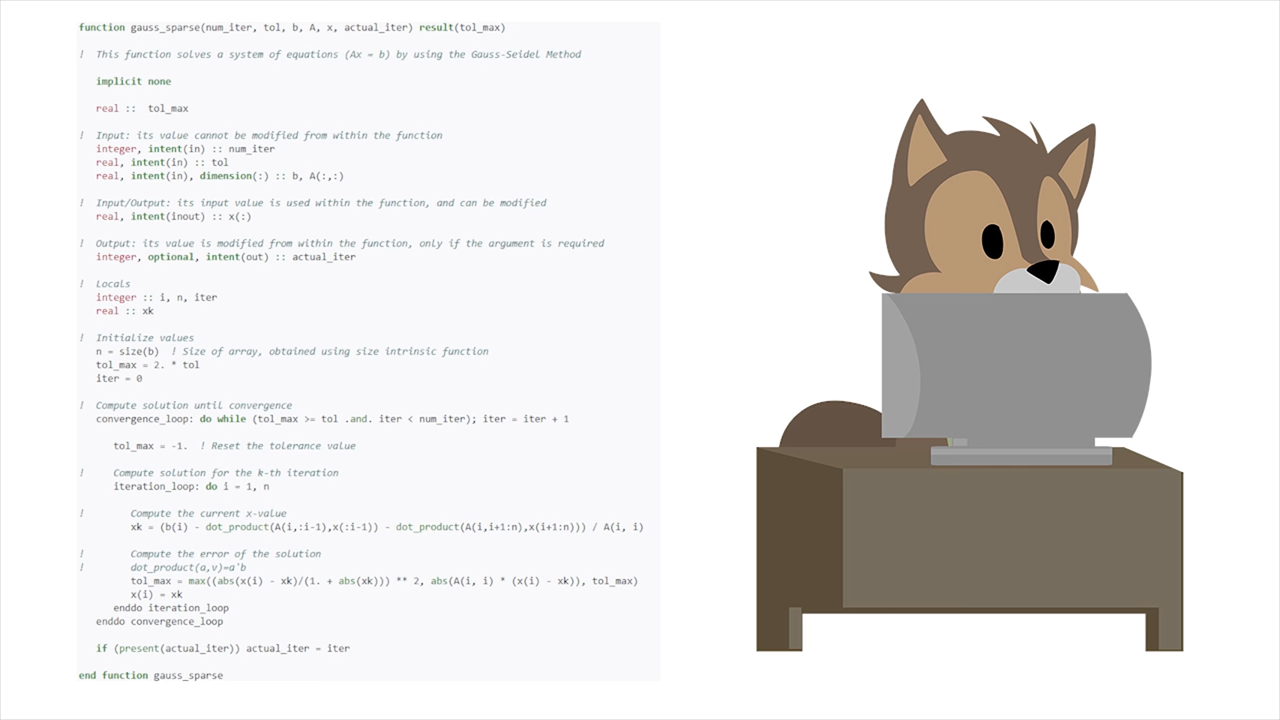 function gauss_sparse(num_iter, tol, b, A, x, actual_iter) result(tol_max)
! This function solves a system of equations (Ax = b) by using the Gauss-Seidel Method
implicit none
real :: tol_max
! Input: its value cannot be modified from within the function
integer, intent(in) :: num_iter
real, intent(in) :: tol
real, intent(in), dimension(:) :: b, A(:,:)
! Input/Output: its input value is used within the function, and can be modified
real, intent(inout) :: x(:)
! Output: its value is modified from within the function, only if the argument is required
integer, optional, intent(out) :: actual_iter
! Locals
integer :: i, n, iter
real :: xk
! Initialize values
n = size(b) ! Size of array, obtained using size intrinsic function
tol_max = 2. * tol
iter = 0
! Compute solution until convergence
convergence_loop: do while (tol_max >= tol .and. iter < num_iter); iter = iter + 1
tol_max = -1. ! Reset the tolerance value
! Compute solution for the k-th iteration
iteration_loop: do i = 1, n
! Compute the current x-value
xk = (b(i) - dot_product(A(i,:i-1),x(:i-1)) - dot_product(A(i,i+1:n),x(i+1:n))) / A(i, i)
! Compute the error of the solution
! dot_product(a,v)=a'b
tol_max = max((abs(x(i) - xk)/(1. + abs(xk))) ** 2, abs(A(i, i) * (x(i) - xk)), tol_max)
x(i) = xk
enddo iteration_loop
enddo convergence_loop
if (present(actual_iter)) actual_iter = iter
end function gauss_sparse